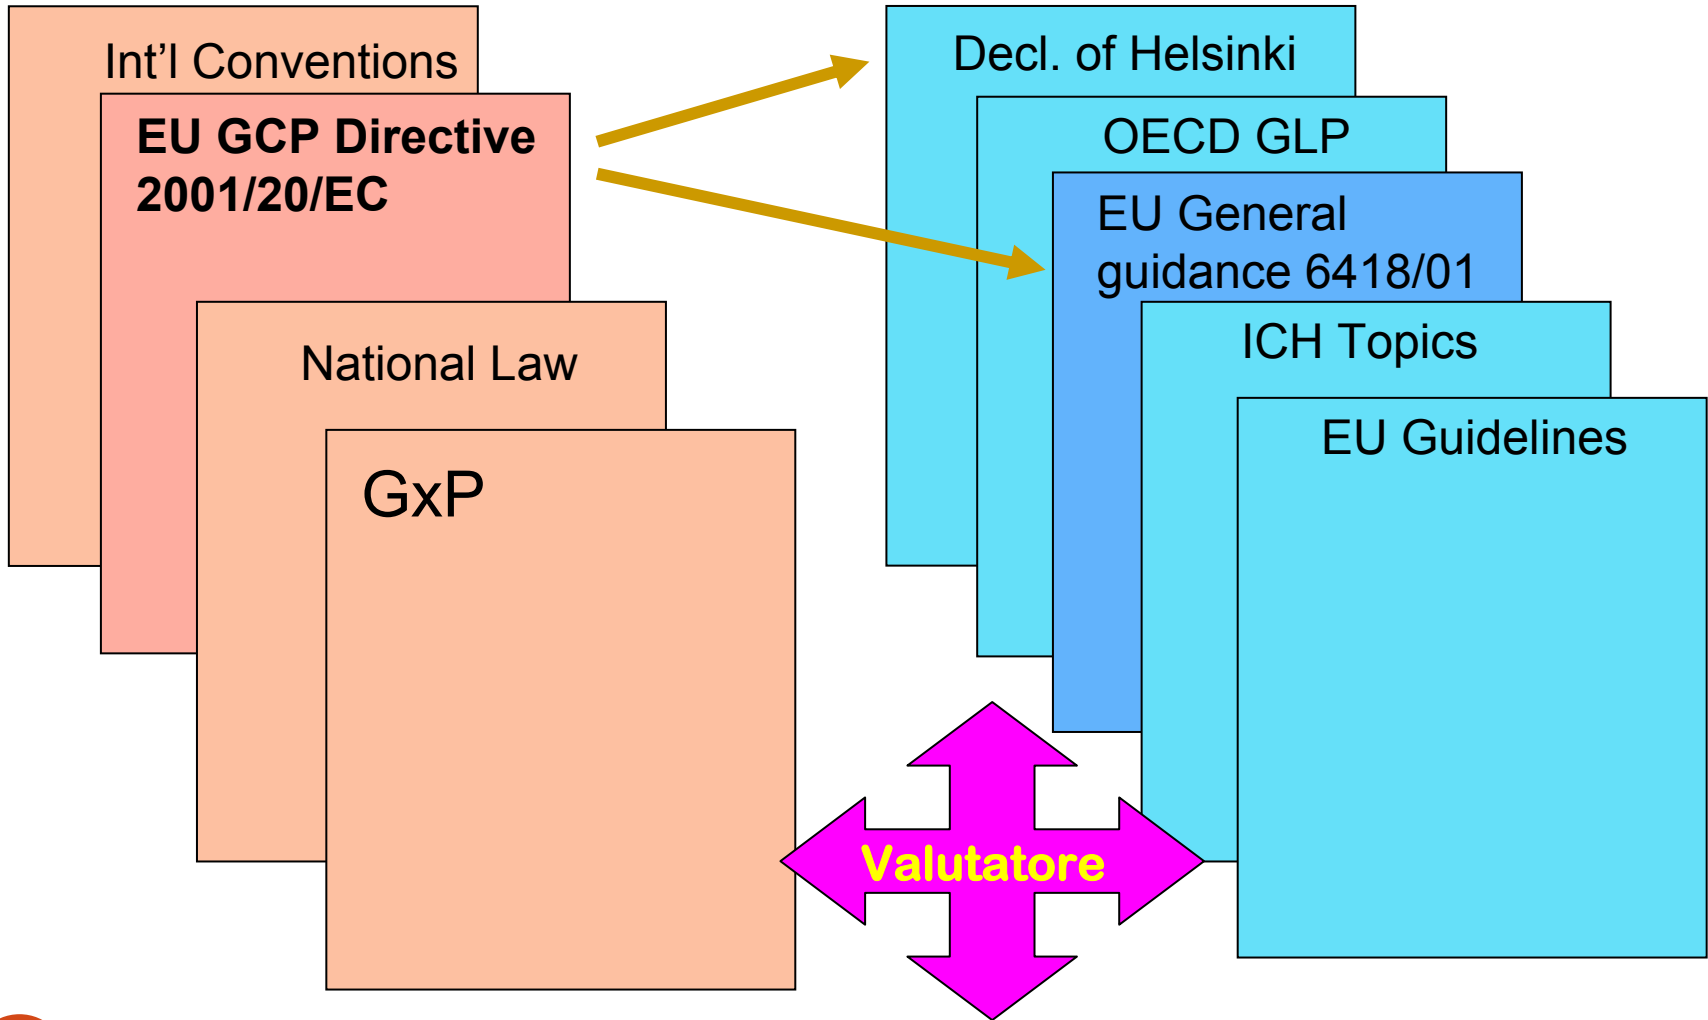 Int'l Conventions
EU GCP Directive
2001/20/EC
National Law
GxP
Decl. of Helsinki
OECD GLP
EU General
guidance 6418/01
ICH Topics
EU Guidelines
Valutatore